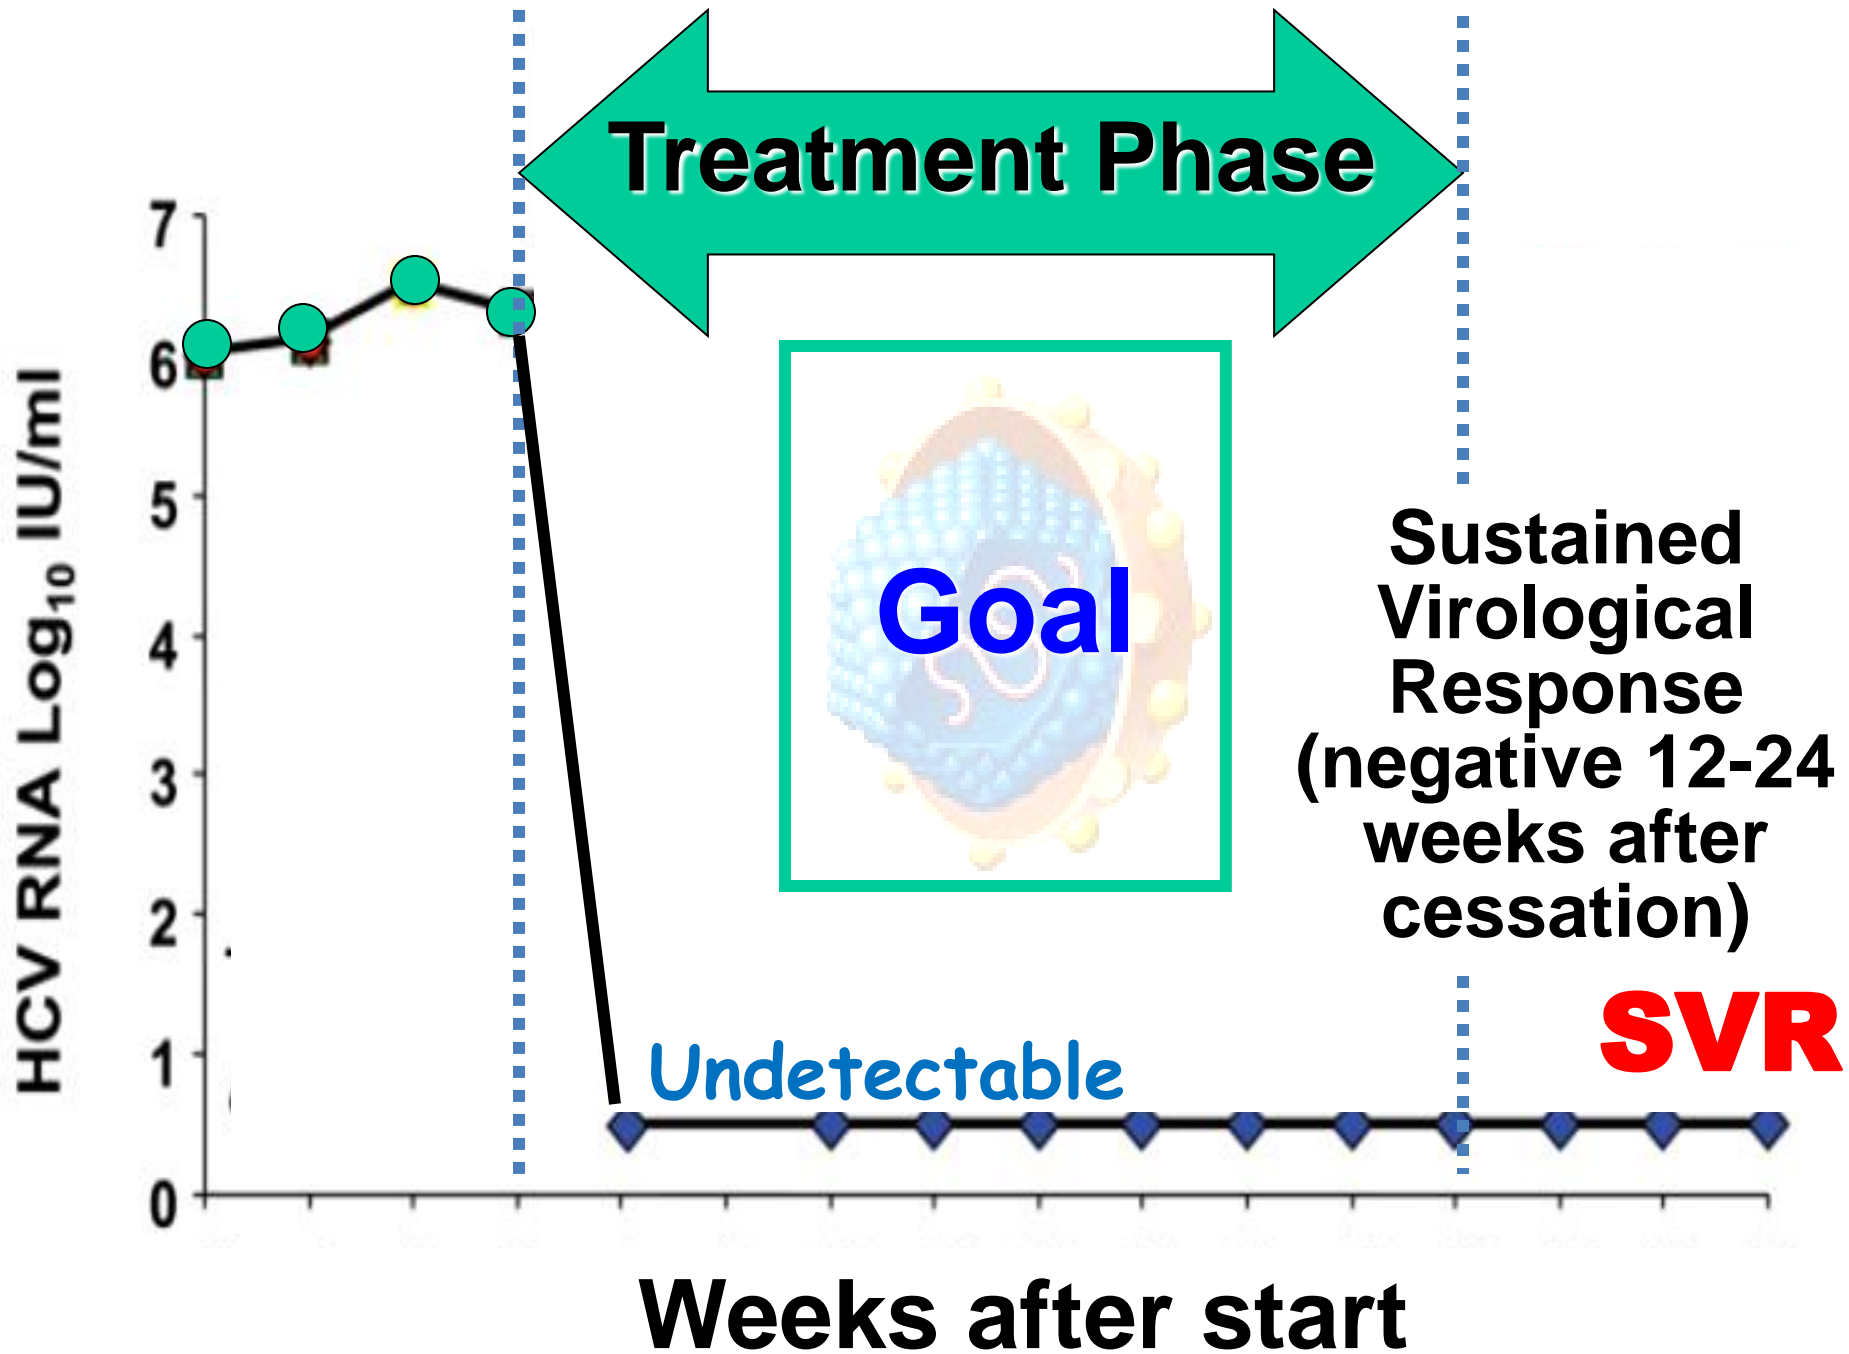 Treatment Phase
7
6
5
4
3
2
1
0
HCV RNA Log₁₀ IU/ml
Goal
Sustained
Virological
Response
(negative 12-24
weeks after
cessation)
SVR
Undetectable
Weeks after start